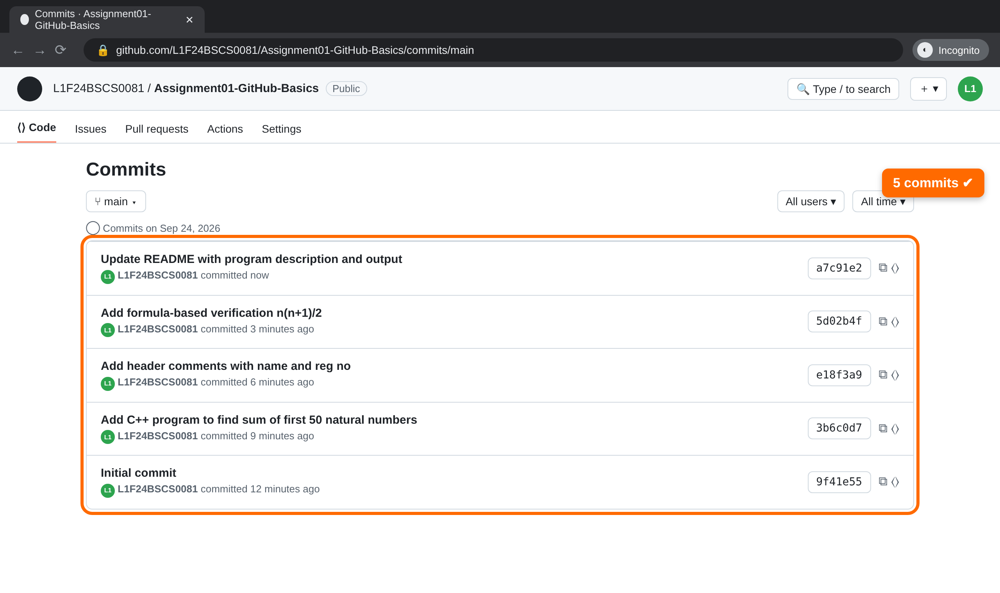 Commits · Assignment01-
GitHub-Basics ✕
← → ⟳ 🔒 github.com/L1F24BSCS0081/Assignment01-GitHub-Basics/commits/main Incognito
L1F24BSCS0081 / Assignment01-GitHub-Basics Public 🔍 Type / to search + ▾ L1
⟨⟩ Code Issues Pull requests Actions Settings
Commits
5 commits ✔
⑂ main ▾ All users ▾ All time ▾
Commits on Sep 24, 2026
Update README with program description and output
L1 L1F24BSCS0081 committed now
a7c91e2
Add formula-based verification n(n+1)/2
L1 L1F24BSCS0081 committed 3 minutes ago
5d02b4f
Add header comments with name and reg no
L1 L1F24BSCS0081 committed 6 minutes ago
e18f3a9
Add C++ program to find sum of first 50 natural numbers
L1 L1F24BSCS0081 committed 9 minutes ago
3b6c0d7
Initial commit
L1 L1F24BSCS0081 committed 12 minutes ago
9f41e55